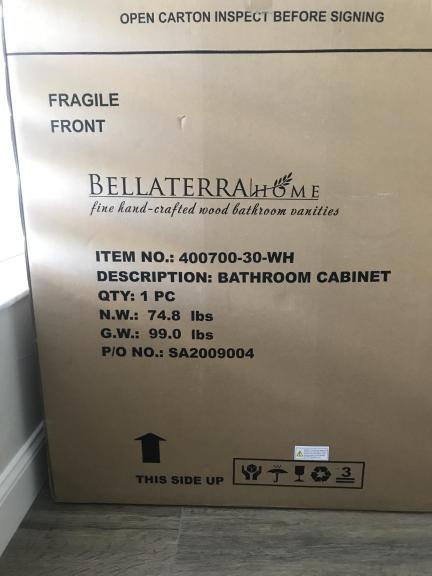 OPEN CARTON INSPECT BEFORE SIGNING
FRAGILE
FRONT
BELLATERRA HOME
fine hand-crafted wood bathroom vanities
ITEM NO.: 400700-30-WH
DESCRIPTION: BATHROOM CABINET
QTY: 1 PC
N.W.: 74.8 lbs
G.W.: 99.0 lbs
P/O NO.: SA2009004
THIS SIDE UP
3